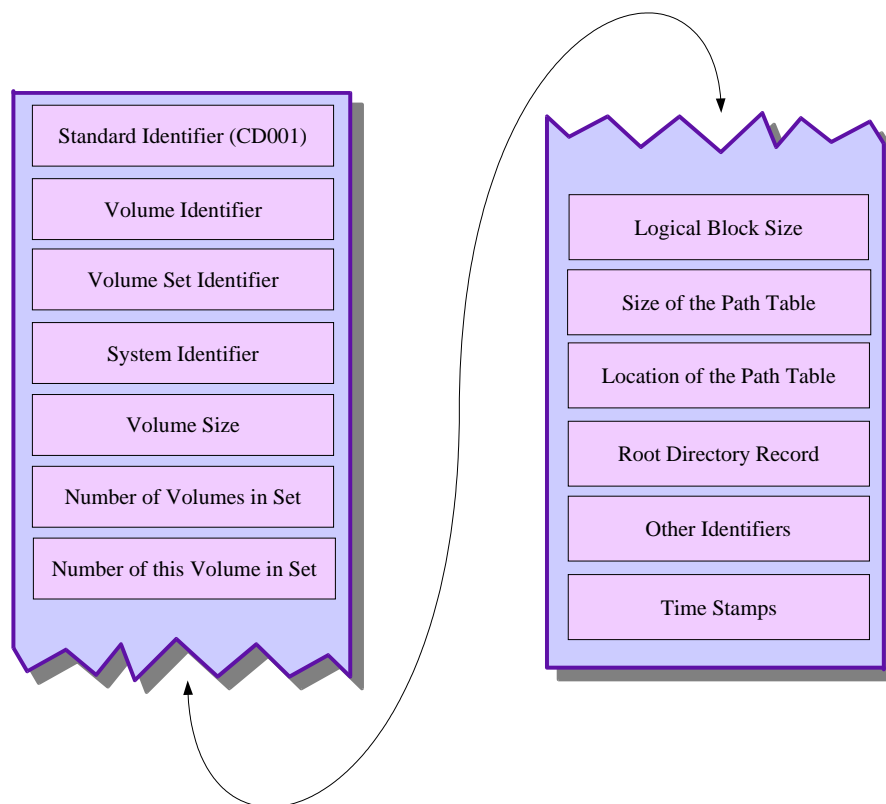 Standard Identifier (CD001)
Volume Identifier
Volume Set Identifier
System Identifier
Volume Size
Number of Volumes in Set
Number of this Volume in Set
Logical Block Size
Size of the Path Table
Location of the Path Table
Root Directory Record
Other Identifiers
Time Stamps